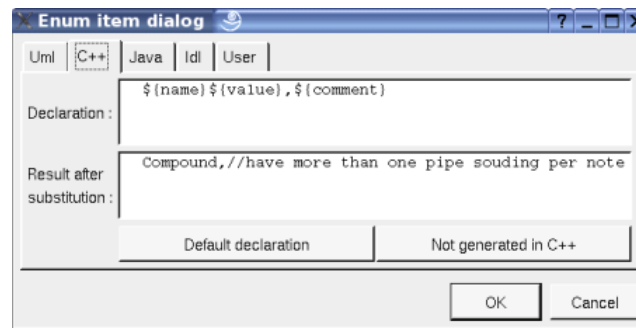 Enum item dialog
Uml C++ Java Idl User
Declaration :
${name}${value},${comment}
Result after
substitution :
Compound,//have more than one pipe souding per note
Default declaration Not generated in C++
OK Cancel